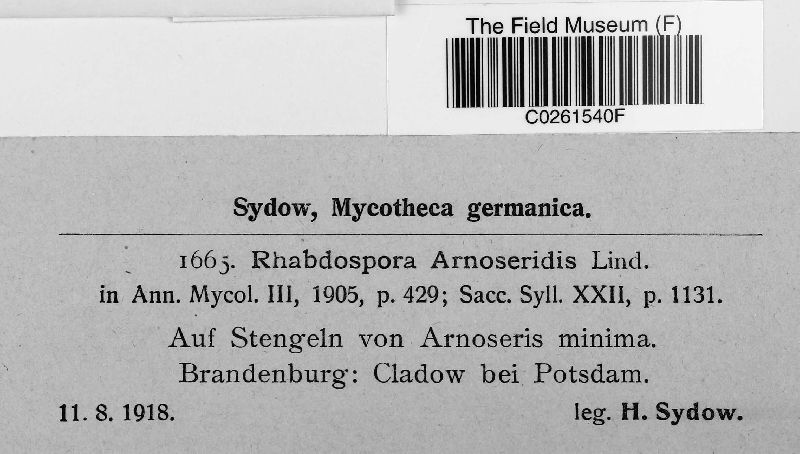 The Field Museum (F)
C0261540F
Sydow, Mycotheca germanica.
1665. Rhabdospora Arnoseridis Lind.
in Ann. Mycol. III, 1905, p. 429; Sacc. Syll. XXII, p. 1131.
Auf Stengeln von Arnoseris minima.
Brandenburg: Cladow bei Potsdam.
11. 8. 1918. leg. H. Sydow.